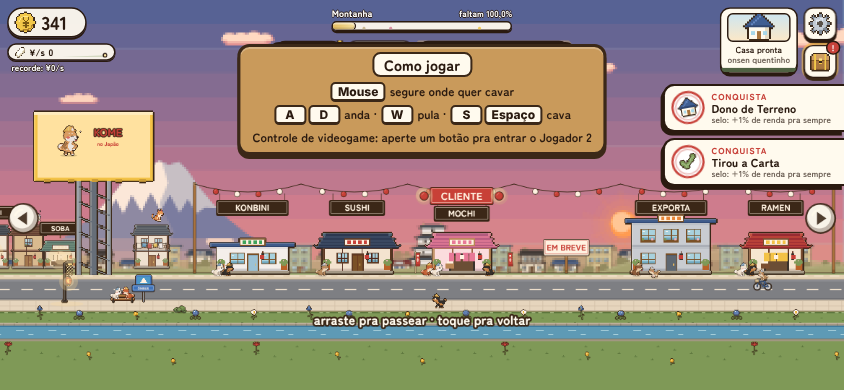 341
¥/s 0
recorde: ¥0/s
Montanha
faltam 100,0%
Como jogar
Mouse segure onde quer cavar
A D anda · W pula · S Espaço cava
Controle de videogame: aperte um botão pra entrar o Jogador 2
Casa pronta
onsen quentinho
!
CONQUISTA
Dono de Terreno
selo: +1% de renda pra sempre
CONQUISTA
Tirou a Carta
selo: +1% de renda pra sempre
KOME
no Japão
SOBA
KONBINI
SUSHI
CLIENTE
MOCHI
EM BREVE
EXPORTA
RAMEN
arraste pra passear · toque pra voltar